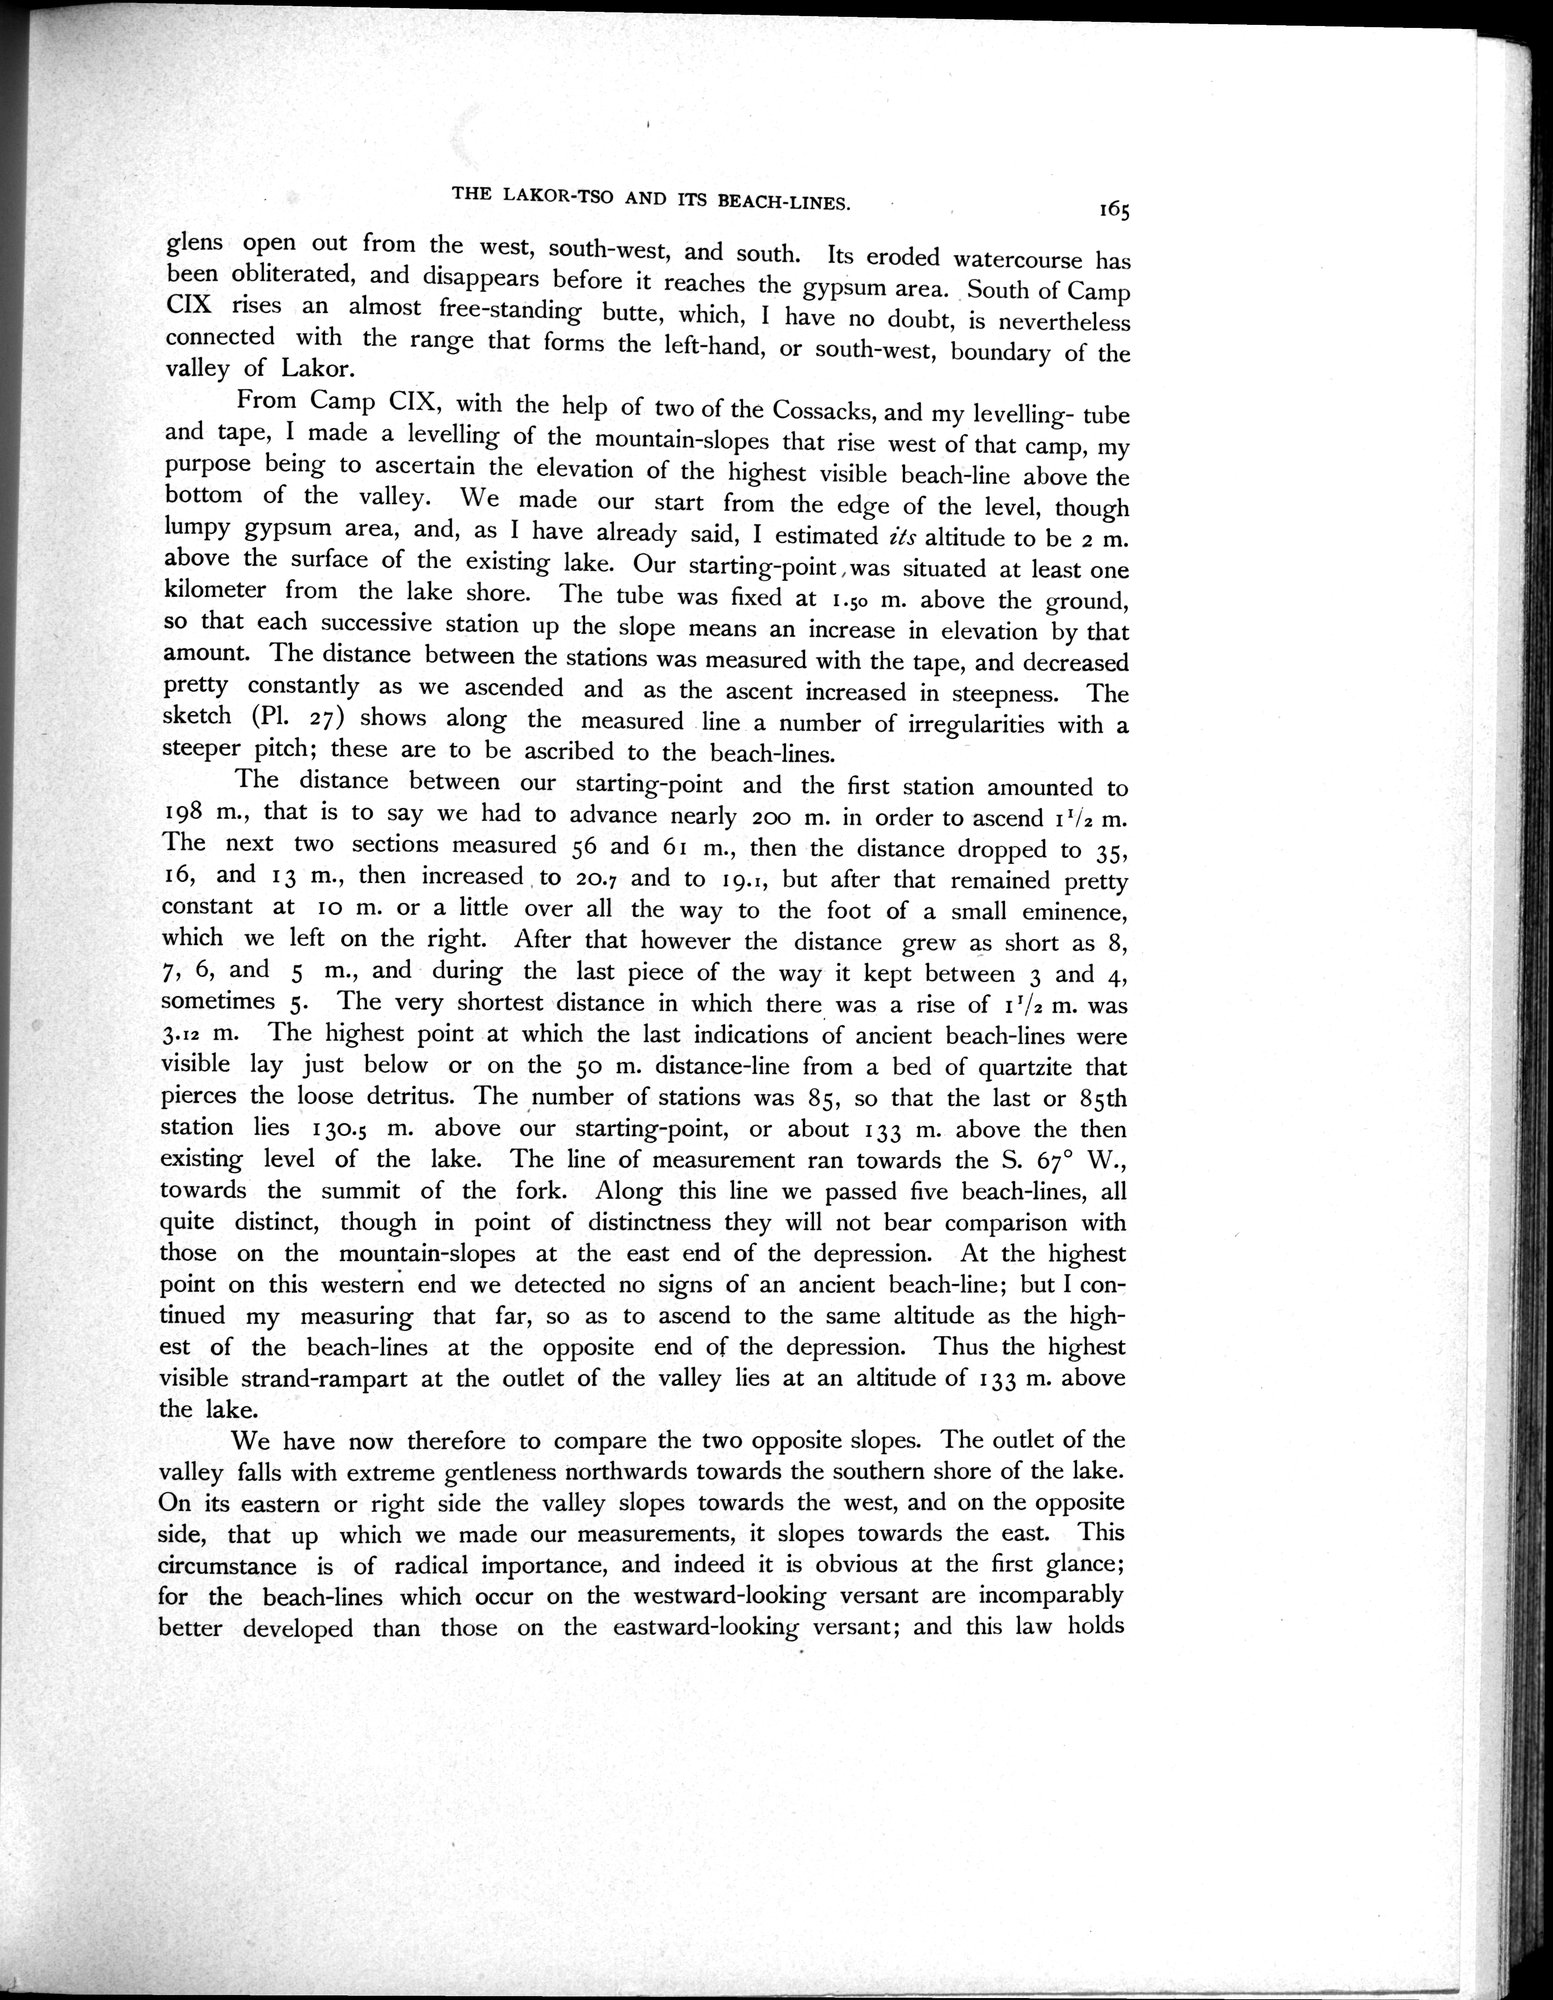 THE LAKOR-TSO AND ITS BEACH-LINES. 165
glens open out from the west, south-west, and south. Its eroded watercourse has
been obliterated, and disappears before it reaches the gypsum area. South of Camp
CIX rises an almost free-standing butte, which, I have no doubt, is nevertheless
connected with the range that forms the left-hand, or south-west, boundary of the
valley of Lakor.
From Camp CIX, with the help of two of the Cossacks, and my levelling- tube
and tape, I made a levelling of the mountain-slopes that rise west of that camp, my
purpose being to ascertain the elevation of the highest visible beach-line above the
bottom of the valley. We made our start from the edge of the level, though
lumpy gypsum area, and, as I have already said, I estimated its altitude to be 2 m.
above the surface of the existing lake. Our starting-point was situated at least one
kilometer from the lake shore. The tube was fixed at 1.50 m. above the ground,
so that each successive station up the slope means an increase in elevation by that
amount. The distance between the stations was measured with the tape, and decreased
pretty constantly as we ascended and as the ascent increased in steepness. The
sketch (Pl. 27) shows along the measured line a number of irregularities with a
steeper pitch; these are to be ascribed to the beach-lines.
The distance between our starting-point and the first station amounted to
198 m., that is to say we had to advance nearly 200 m. in order to ascend 1 1/2 m.
The next two sections measured 56 and 61 m., then the distance dropped to 35,
16, and 13 m., then increased to 20.7 and to 19.1, but after that remained pretty
constant at 10 m. or a little over all the way to the foot of a small eminence,
which we left on the right. After that however the distance grew as short as 8,
7, 6, and 5 m., and during the last piece of the way it kept between 3 and 4,
sometimes 5. The very shortest distance in which there was a rise of 1 1/2 m. was
3.12 m. The highest point at which the last indications of ancient beach-lines were
visible lay just below or on the 50 m. distance-line from a bed of quartzite that
pierces the loose detritus. The number of stations was 85, so that the last or 85th
station lies 130.5 m. above our starting-point, or about 133 m. above the then
existing level of the lake. The line of measurement ran towards the S. 67° W.,
towards the summit of the fork. Along this line we passed five beach-lines, all
quite distinct, though in point of distinctness they will not bear comparison with
those on the mountain-slopes at the east end of the depression. At the highest
point on this western end we detected no signs of an ancient beach-line; but I con-
tinued my measuring that far, so as to ascend to the same altitude as the high-
est of the beach-lines at the opposite end of the depression. Thus the highest
visible strand-rampart at the outlet of the valley lies at an altitude of 133 m. above
the lake.
We have now therefore to compare the two opposite slopes. The outlet of the
valley falls with extreme gentleness northwards towards the southern shore of the lake.
On its eastern or right side the valley slopes towards the west, and on the opposite
side, that up which we made our measurements, it slopes towards the east. This
circumstance is of radical importance, and indeed it is obvious at the first glance;
for the beach-lines which occur on the westward-looking versant are incomparably
better developed than those on the eastward-looking versant; and this law holds